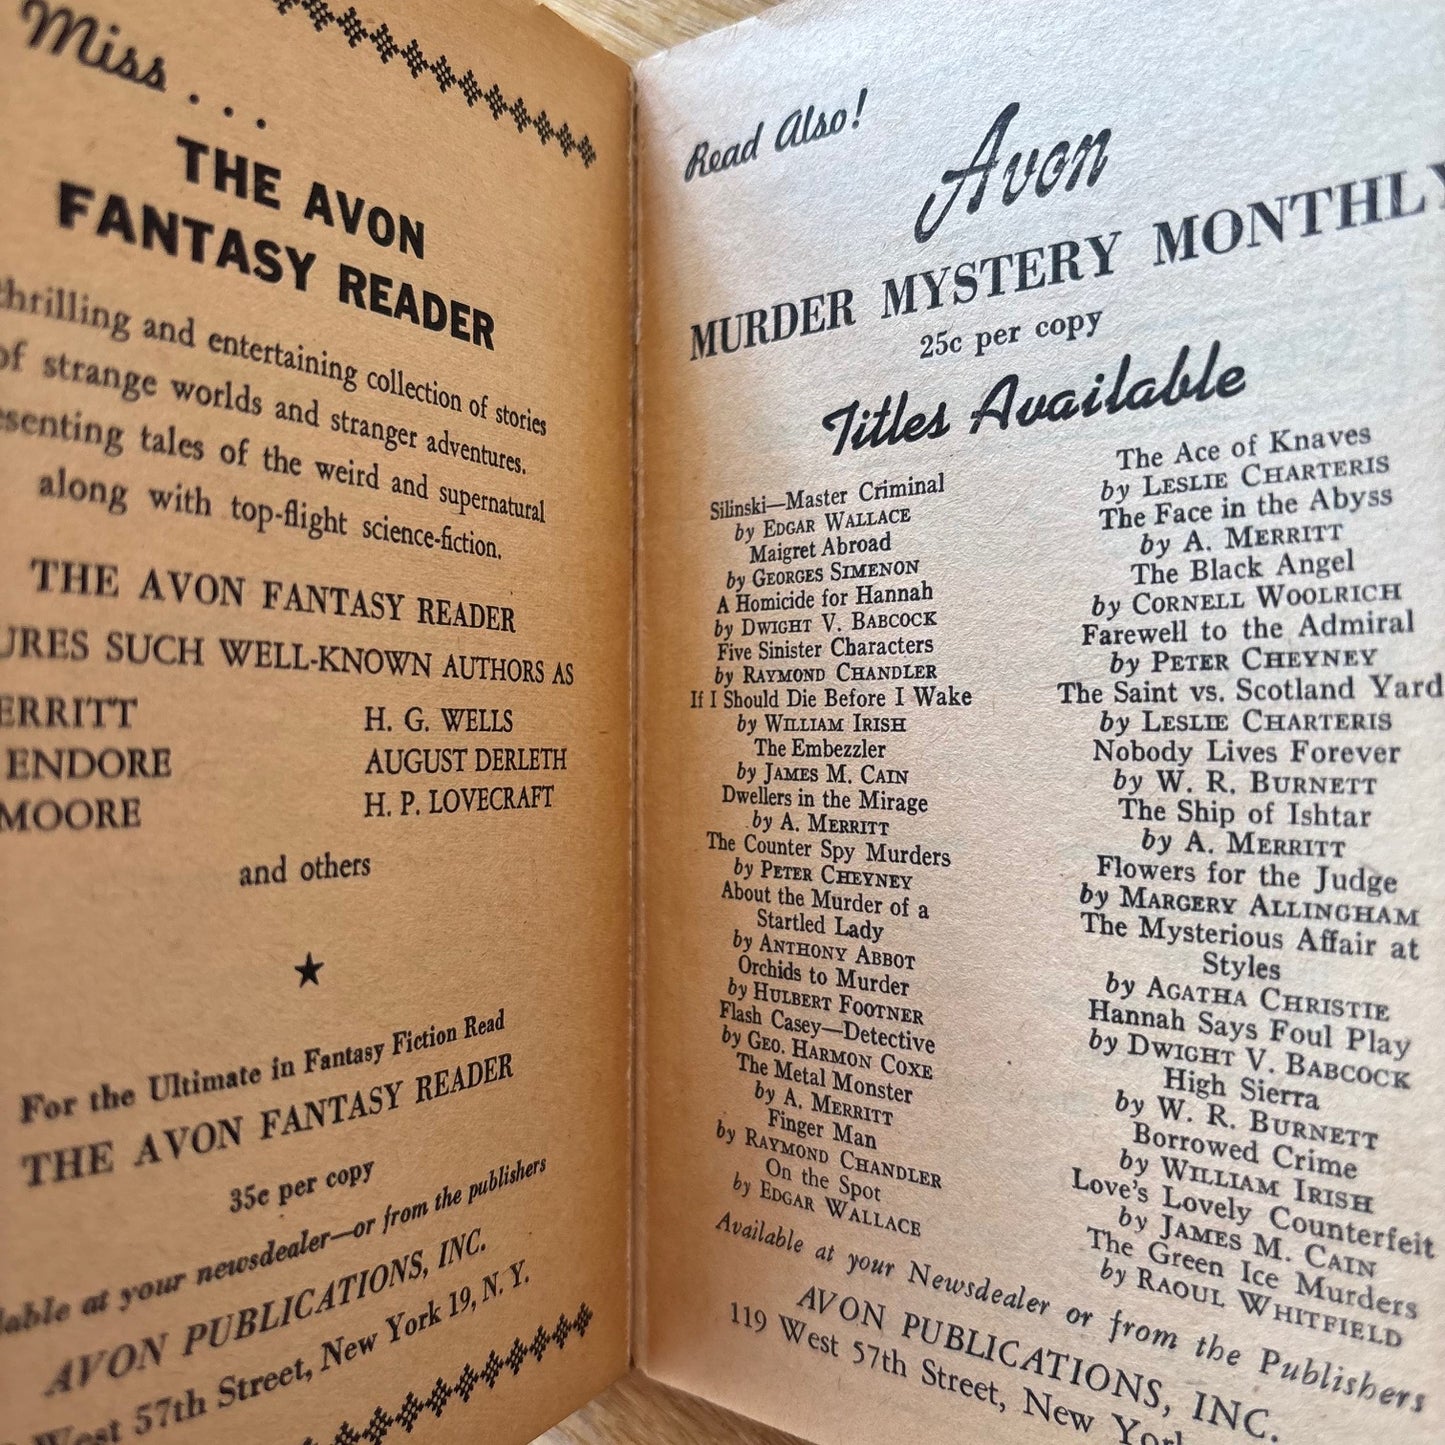 Miss . . .
THE AVON
FANTASY READER
thrilling and entertaining collection of stories
of strange worlds and stranger adventures.
tales of the weird and supernatural
along with top-flight science-fiction.
THE AVON FANTASY READER
SUCH WELL-KNOWN AUTHORS AS
ERRITT H. G. WELLS
ENDORE AUGUST DERLETH
MOORE H. P. LOVECRAFT
and others
★
For the Ultimate in Fantasy Fiction Read
THE AVON FANTASY READER
35c per copy
at your newsdealer—or from the publishers
AVON PUBLICATIONS, INC.
West 57th Street, New York 19, N. Y.
Read Also!
Avon
MURDER MYSTERY MONTHLY
25c per copy
Titles Available
Silinski—Master Criminal
by EDGAR WALLACE
Maigret Abroad
by GEORGES SIMENON
A Homicide for Hannah
by DWIGHT V. BABCOCK
Five Sinister Characters
by RAYMOND CHANDLER
If I Should Die Before I Wake
by WILLIAM IRISH
The Embezzler
by JAMES M. CAIN
Dwellers in the Mirage
by A. MERRITT
The Counter Spy Murders
by PETER CHEYNEY
About the Murder of a
Startled Lady
by ANTHONY ABBOT
Orchids to Murder
by HULBERT FOOTNER
Flash Casey—Detective
by GEO. HARMON COXE
The Metal Monster
by A. MERRITT
Finger Man
by RAYMOND CHANDLER
On the Spot
by EDGAR WALLACE
The Ace of Knaves
by LESLIE CHARTERIS
The Face in the Abyss
by A. MERRITT
The Black Angel
by CORNELL WOOLRICH
Farewell to the Admiral
by PETER CHEYNEY
The Saint vs. Scotland Yard
by LESLIE CHARTERIS
Nobody Lives Forever
by W. R. BURNETT
The Ship of Ishtar
by A. MERRITT
Flowers for the Judge
by MARGERY ALLINGHAM
The Mysterious Affair at
Styles
by AGATHA CHRISTIE
Hannah Says Foul Play
by DWIGHT V. BABCOCK
High Sierra
by W. R. BURNETT
Borrowed Crime
by WILLIAM IRISH
Love's Lovely Counterfeit
by JAMES M. CAIN
The Green Ice Murders
by RAOUL WHITFIELD
Available at your Newsdealer or from the Publishers
AVON PUBLICATIONS, INC.
119 West 57th Street, New York